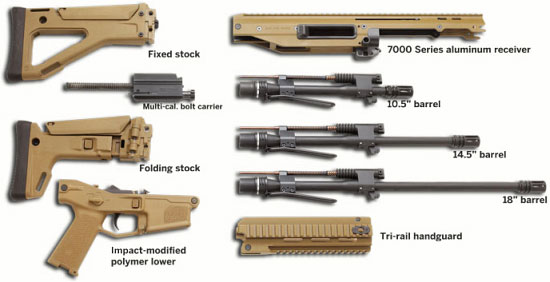 Fixed stock
7000 Series aluminum receiver
Multi-cal. bolt carrier
10.5" barrel
Folding stock
14.5" barrel
18" barrel
Impact-modified
polymer lower
Tri-rail handguard